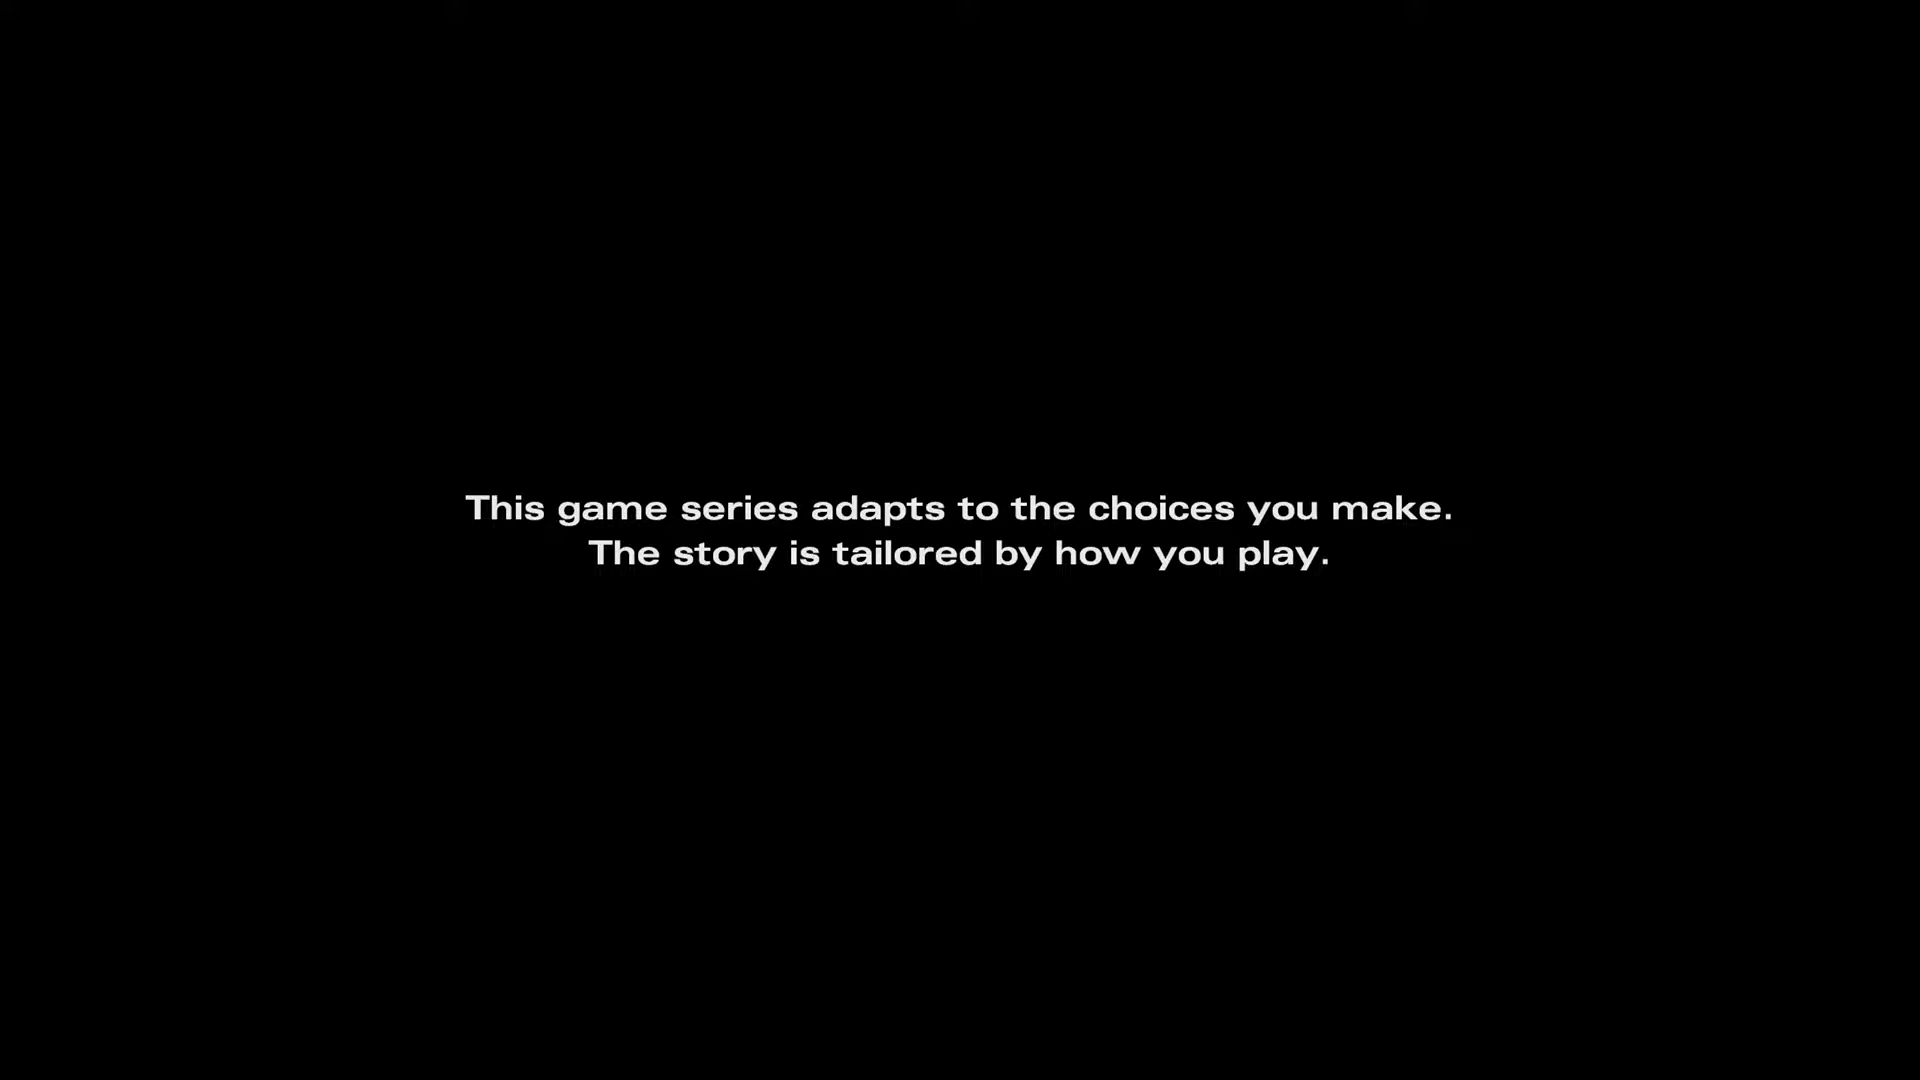 This game series adapts to the choices you make.
The story is tailored by how you play.